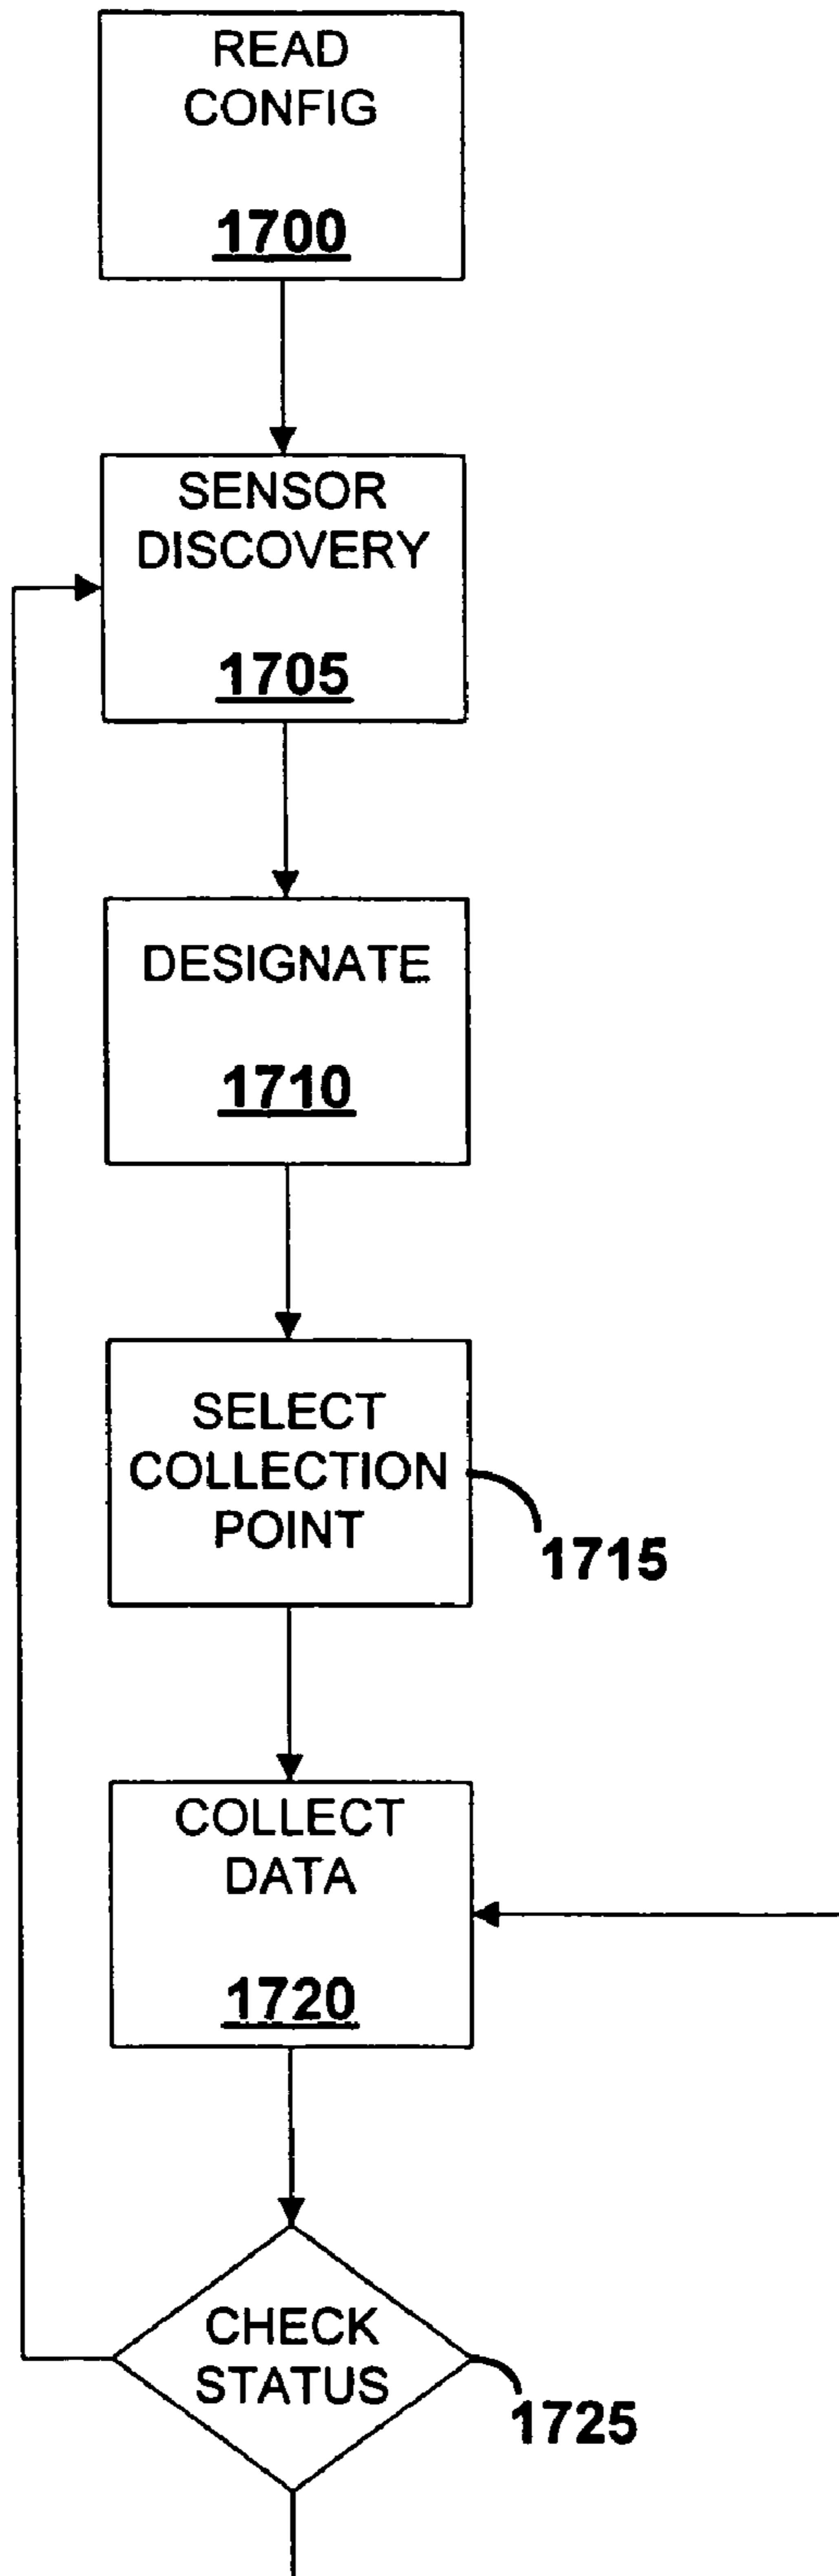 READ
CONFIG
1700
SENSOR
DISCOVERY
1705
DESIGNATE
1710
SELECT
COLLECTION
POINT
1715
COLLECT
DATA
1720
CHECK
STATUS
1725